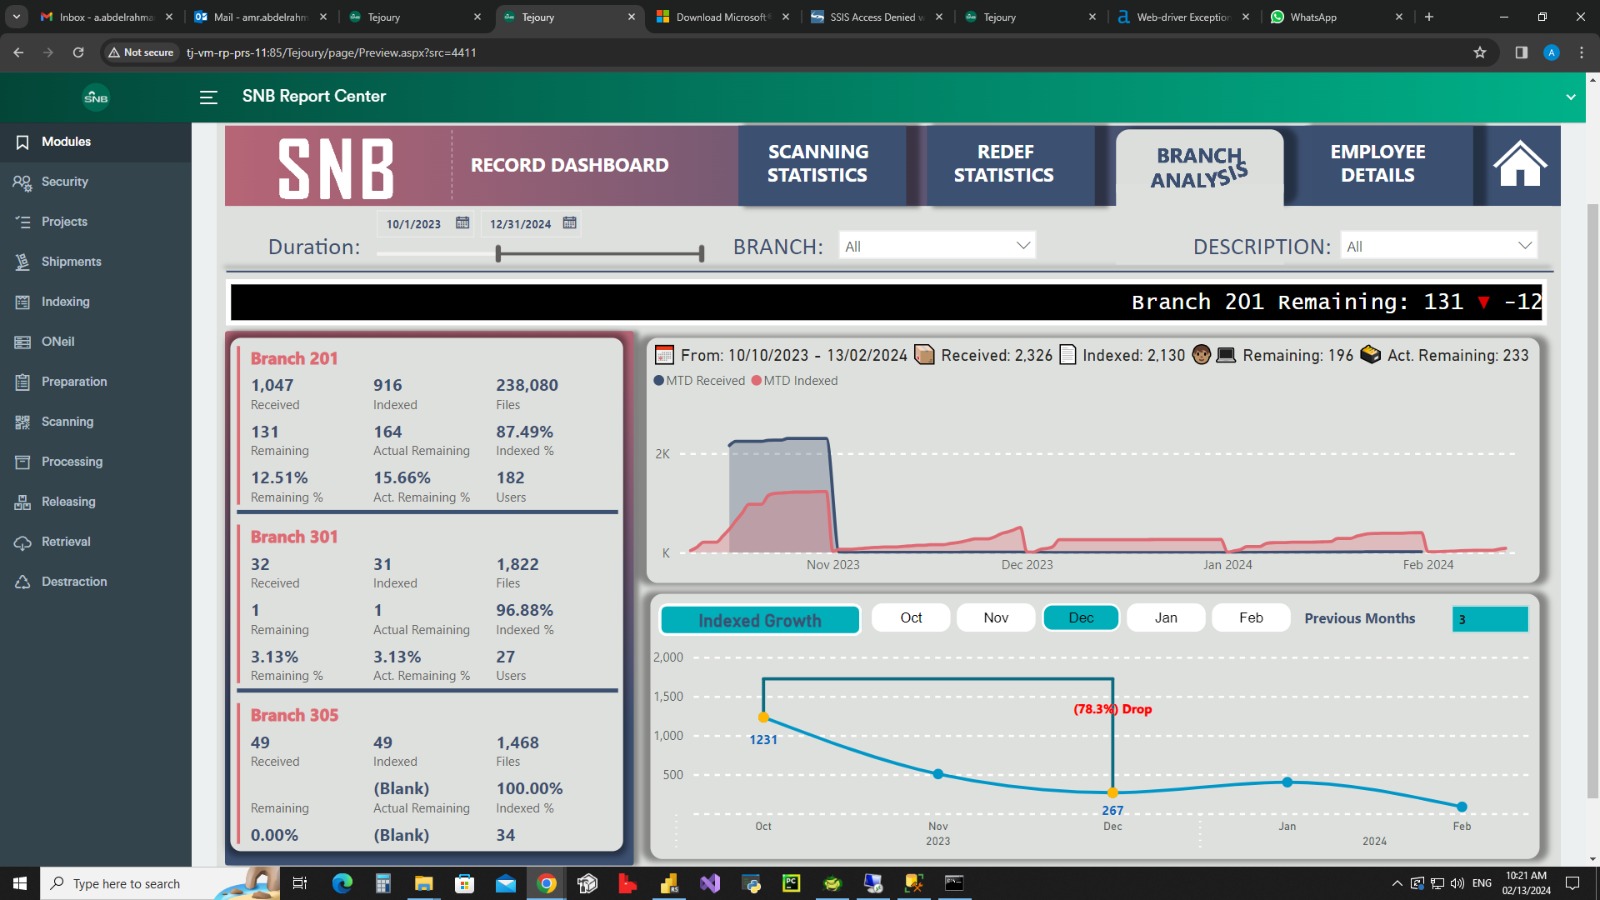 Inbox - a.abdelrahma
Mail - amr.abdelrahm
Tejoury
Tejoury
Download Microsoft
SSIS Access Denied
Tejoury
Web-driver Exception
WhatsApp
Not secure
tj-vm-rp-prs-11:85/Tejoury/page/Preview.aspx?src=4411
A
SNB
SNB Report Center
Modules
Security
Projects
Shipments
Indexing
ONeil
Preparation
Scanning
Processing
Releasing
Retrieval
Destraction
SNB
RECORD DASHBOARD
SCANNING
STATISTICS
REDEF
STATISTICS
BRANCH
ANALYSIS
EMPLOYEE
DETAILS
Duration:
10/1/2023
12/31/2024
BRANCH:
All
DESCRIPTION:
All
Branch 201 Remaining: 131 ▼ -12
Branch 201
1,047 916 238,080
Received Indexed Files
131 164 87.49%
Remaining Actual Remaining Indexed %
12.51% 15.66% 182
Remaining % Act. Remaining % Users
Branch 301
32 31 1,822
Received Indexed Files
1 1 96.88%
Remaining Actual Remaining Indexed %
3.13% 3.13% 27
Remaining % Act. Remaining % Users
Branch 305
49 49 1,468
Received Indexed Files
(Blank) 100.00%
Remaining Actual Remaining Indexed %
0.00% (Blank) 34
From: 10/10/2023 - 13/02/2024 Received: 2,326 Indexed: 2,130 Remaining: 196 Act. Remaining: 233
MTD Received MTD Indexed
2K
K
Nov 2023 Dec 2023 Jan 2024 Feb 2024
Indexed Growth
Oct Nov Dec Jan Feb
Previous Months
3
2,000
1,500
1,000
500
(78.3%) Drop
1231
267
Oct Nov Dec Jan Feb
2023 2024
Type here to search
ENG
10:21 AM
02/13/2024